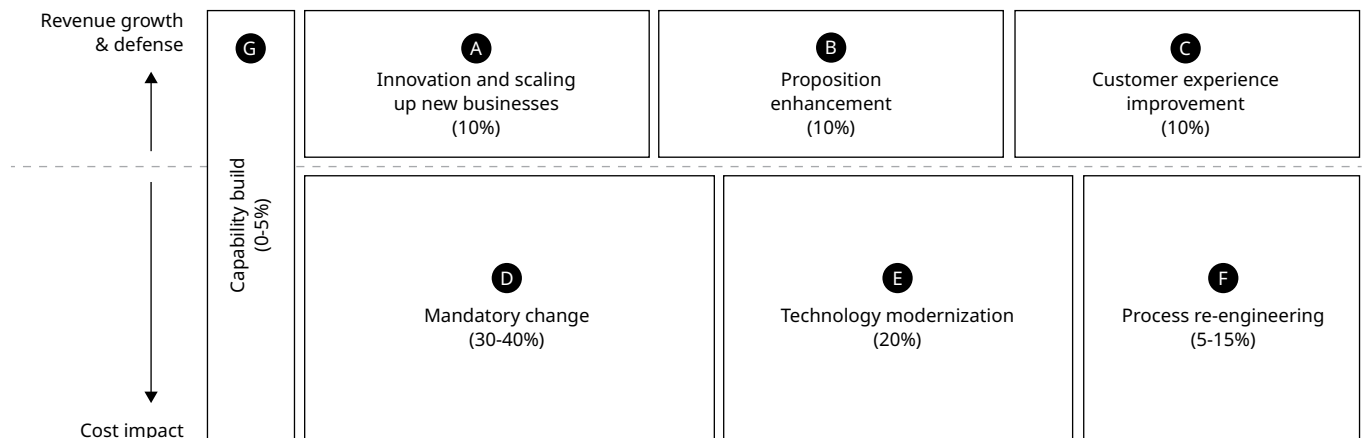 Revenue growth
& defense
Cost impact
G
Capability build
(0-5%)
A
Innovation and scaling
up new businesses
(10%)
B
Proposition
enhancement
(10%)
C
Customer experience
improvement
(10%)
D
Mandatory change
(30-40%)
E
Technology modernization
(20%)
F
Process re-engineering
(5-15%)